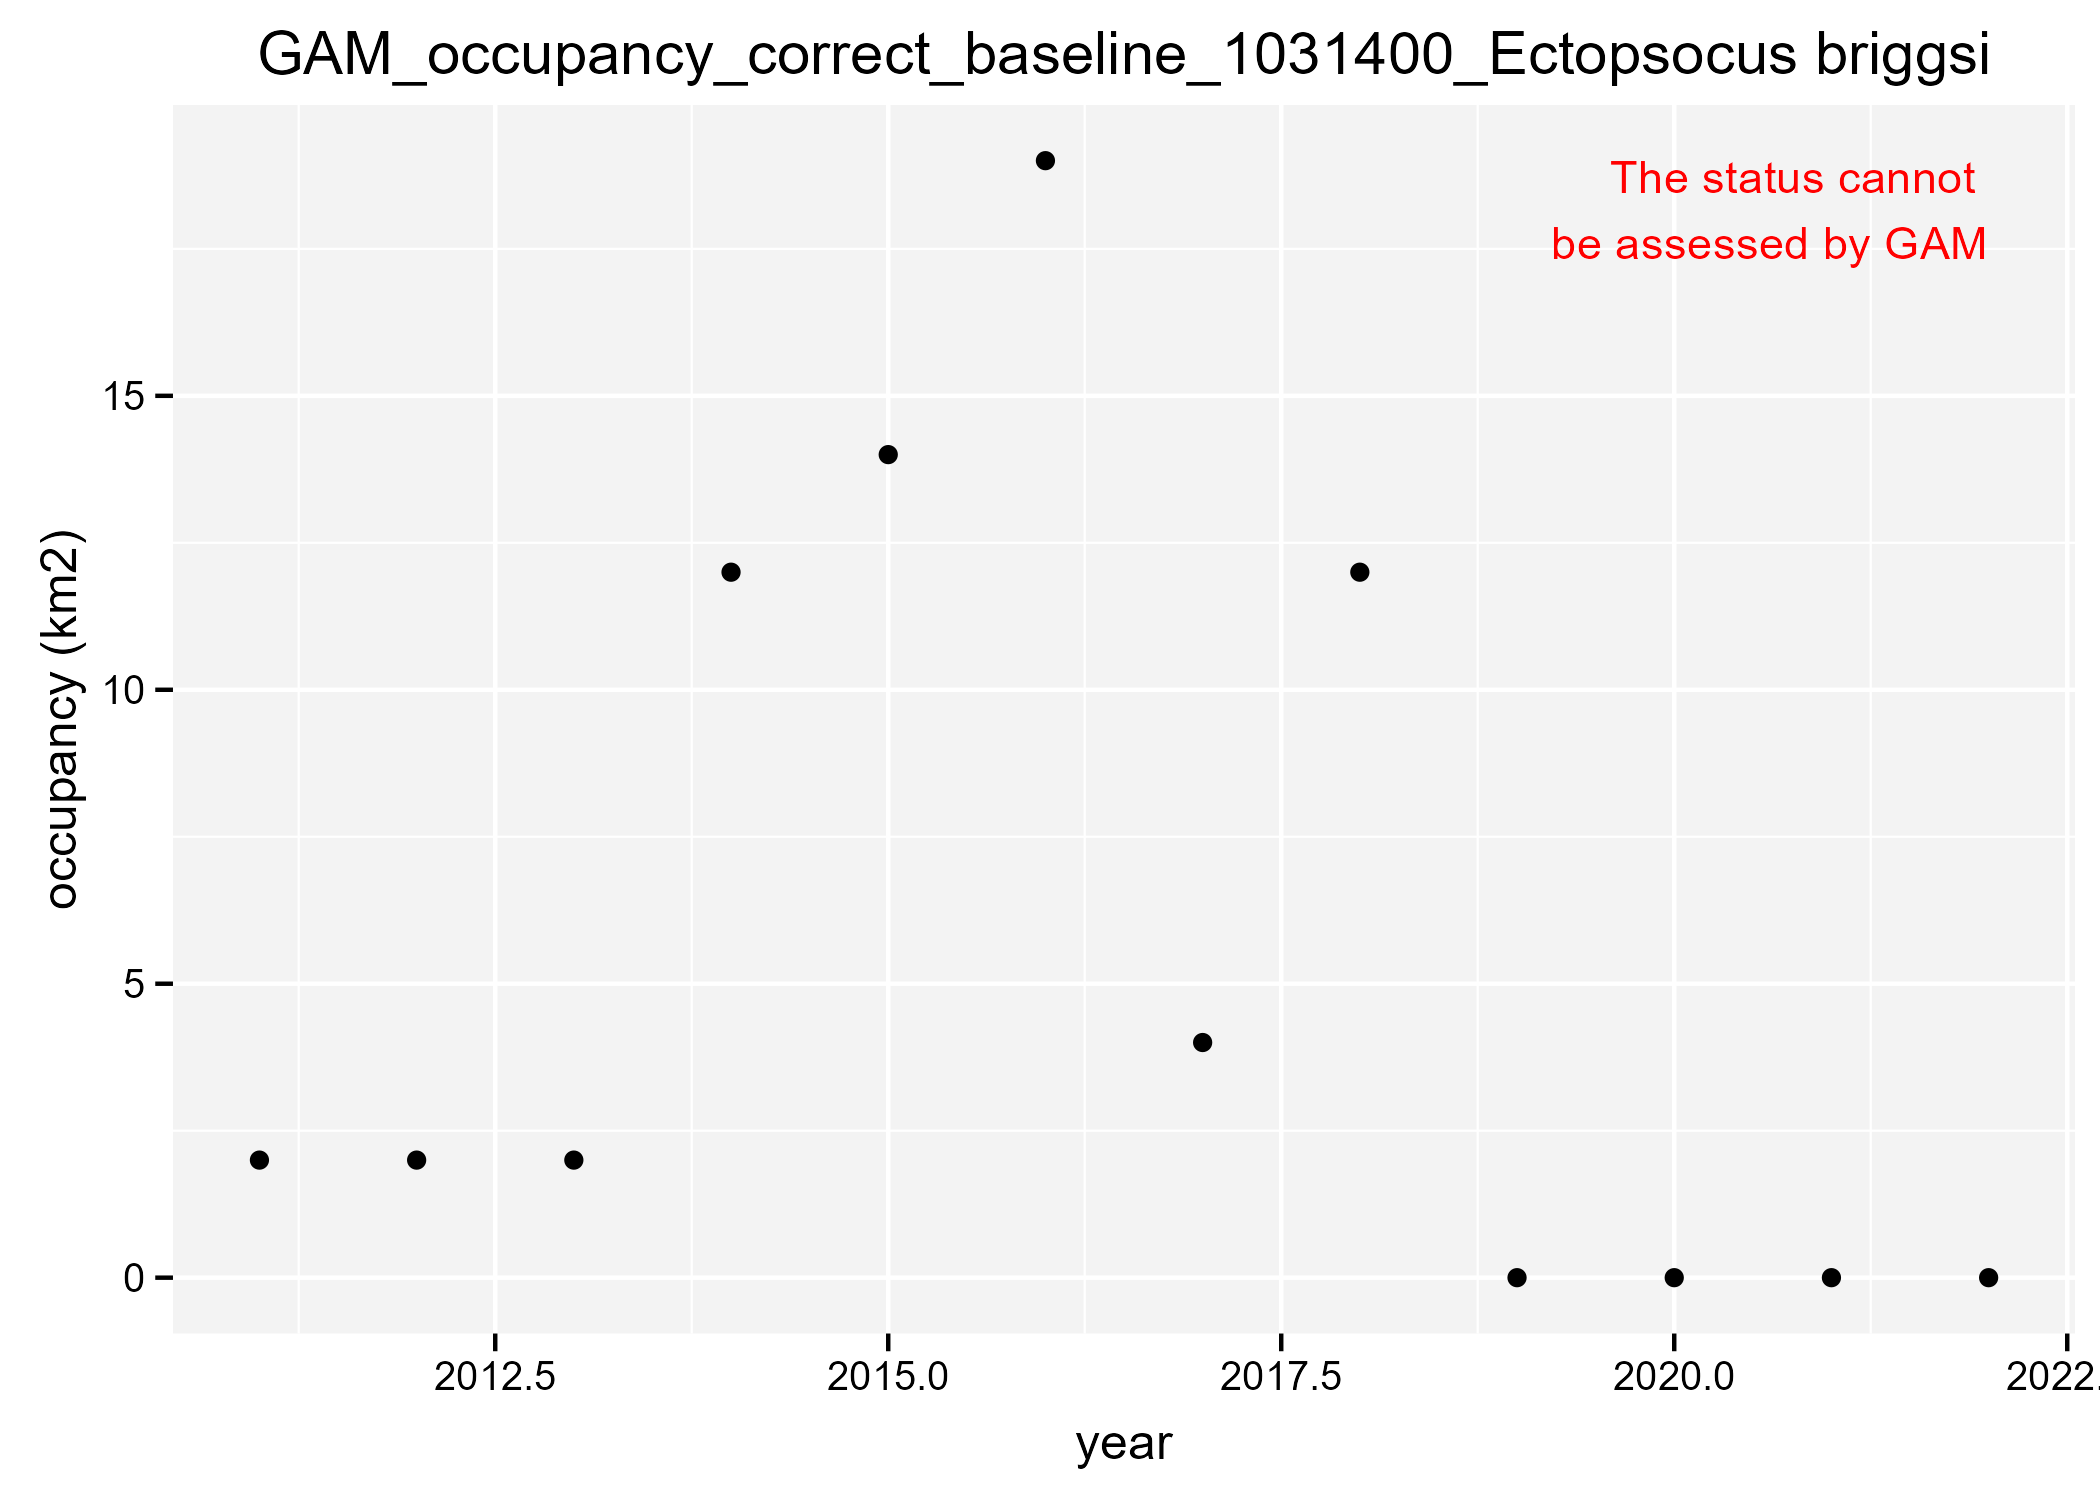 GAM_occupancy_correct_baseline_1031400_Ectopsocus briggsi
The status cannot
be assessed by GAM
occupancy (km2)
15
10
5
0
2012.5
2015.0
2017.5
2020.0
2022.
year